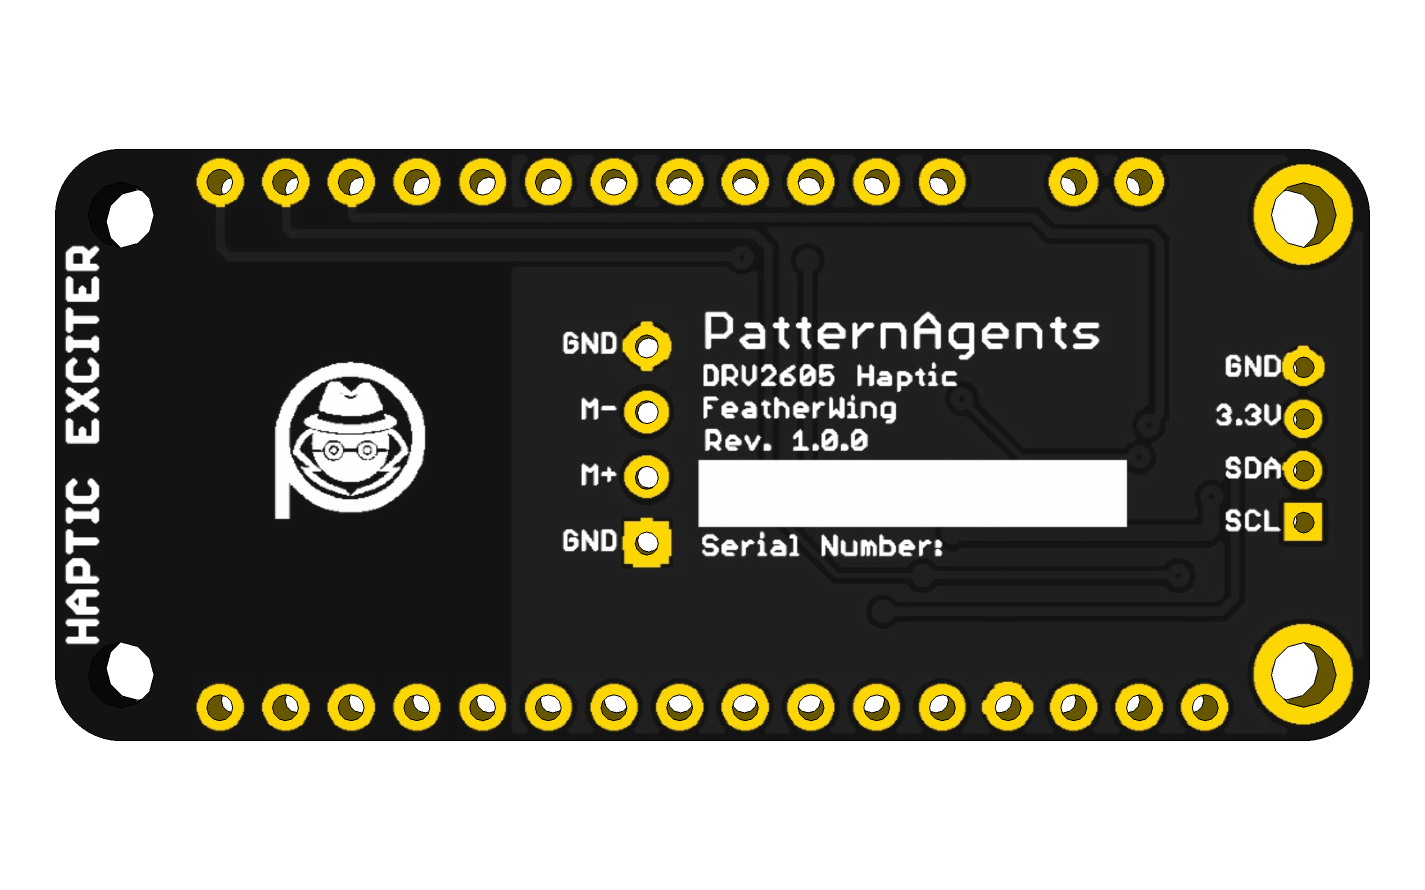 HAPTIC EXCITER
GND
M-
M+
GND
PatternAgents
DRV2605 Haptic
FeatherWing
Rev. 1.0.0
Serial Number:
GND
3.3V
SDA
SCL